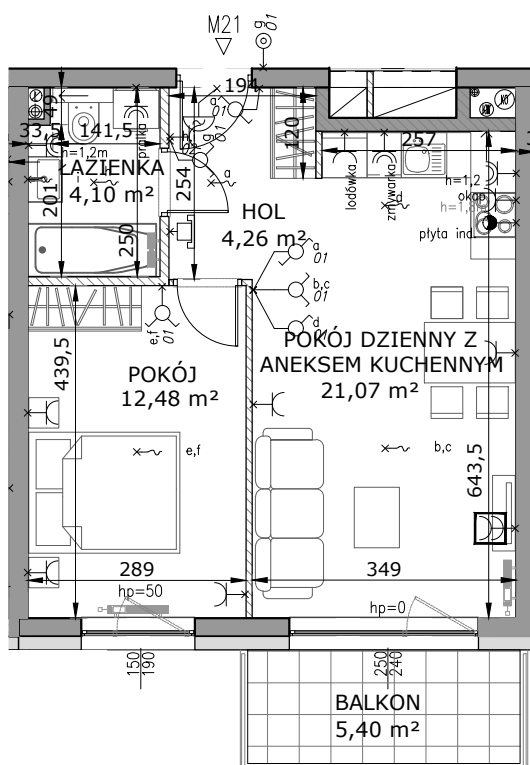 M21
g
01
49
194
a
01
33,5
141,5
pralka
120
257
h=1,2m
ŁAZIENKA
4,10 m²
201
250
254
a
HOL
4,26 m²
lodówka
zmywarka
d
h=1,2
okap
płyta ind.
a
01
b,c
01
d
01
e,f
01
439,5
POKÓJ
12,48 m²
POKÓJ DZIENNY Z
ANEKSEM KUCHENNYM
21,07 m²
e,f
b,c
643,5
289
349
hp=50
hp=0
150
190
250
240
BALKON
5,40 m²